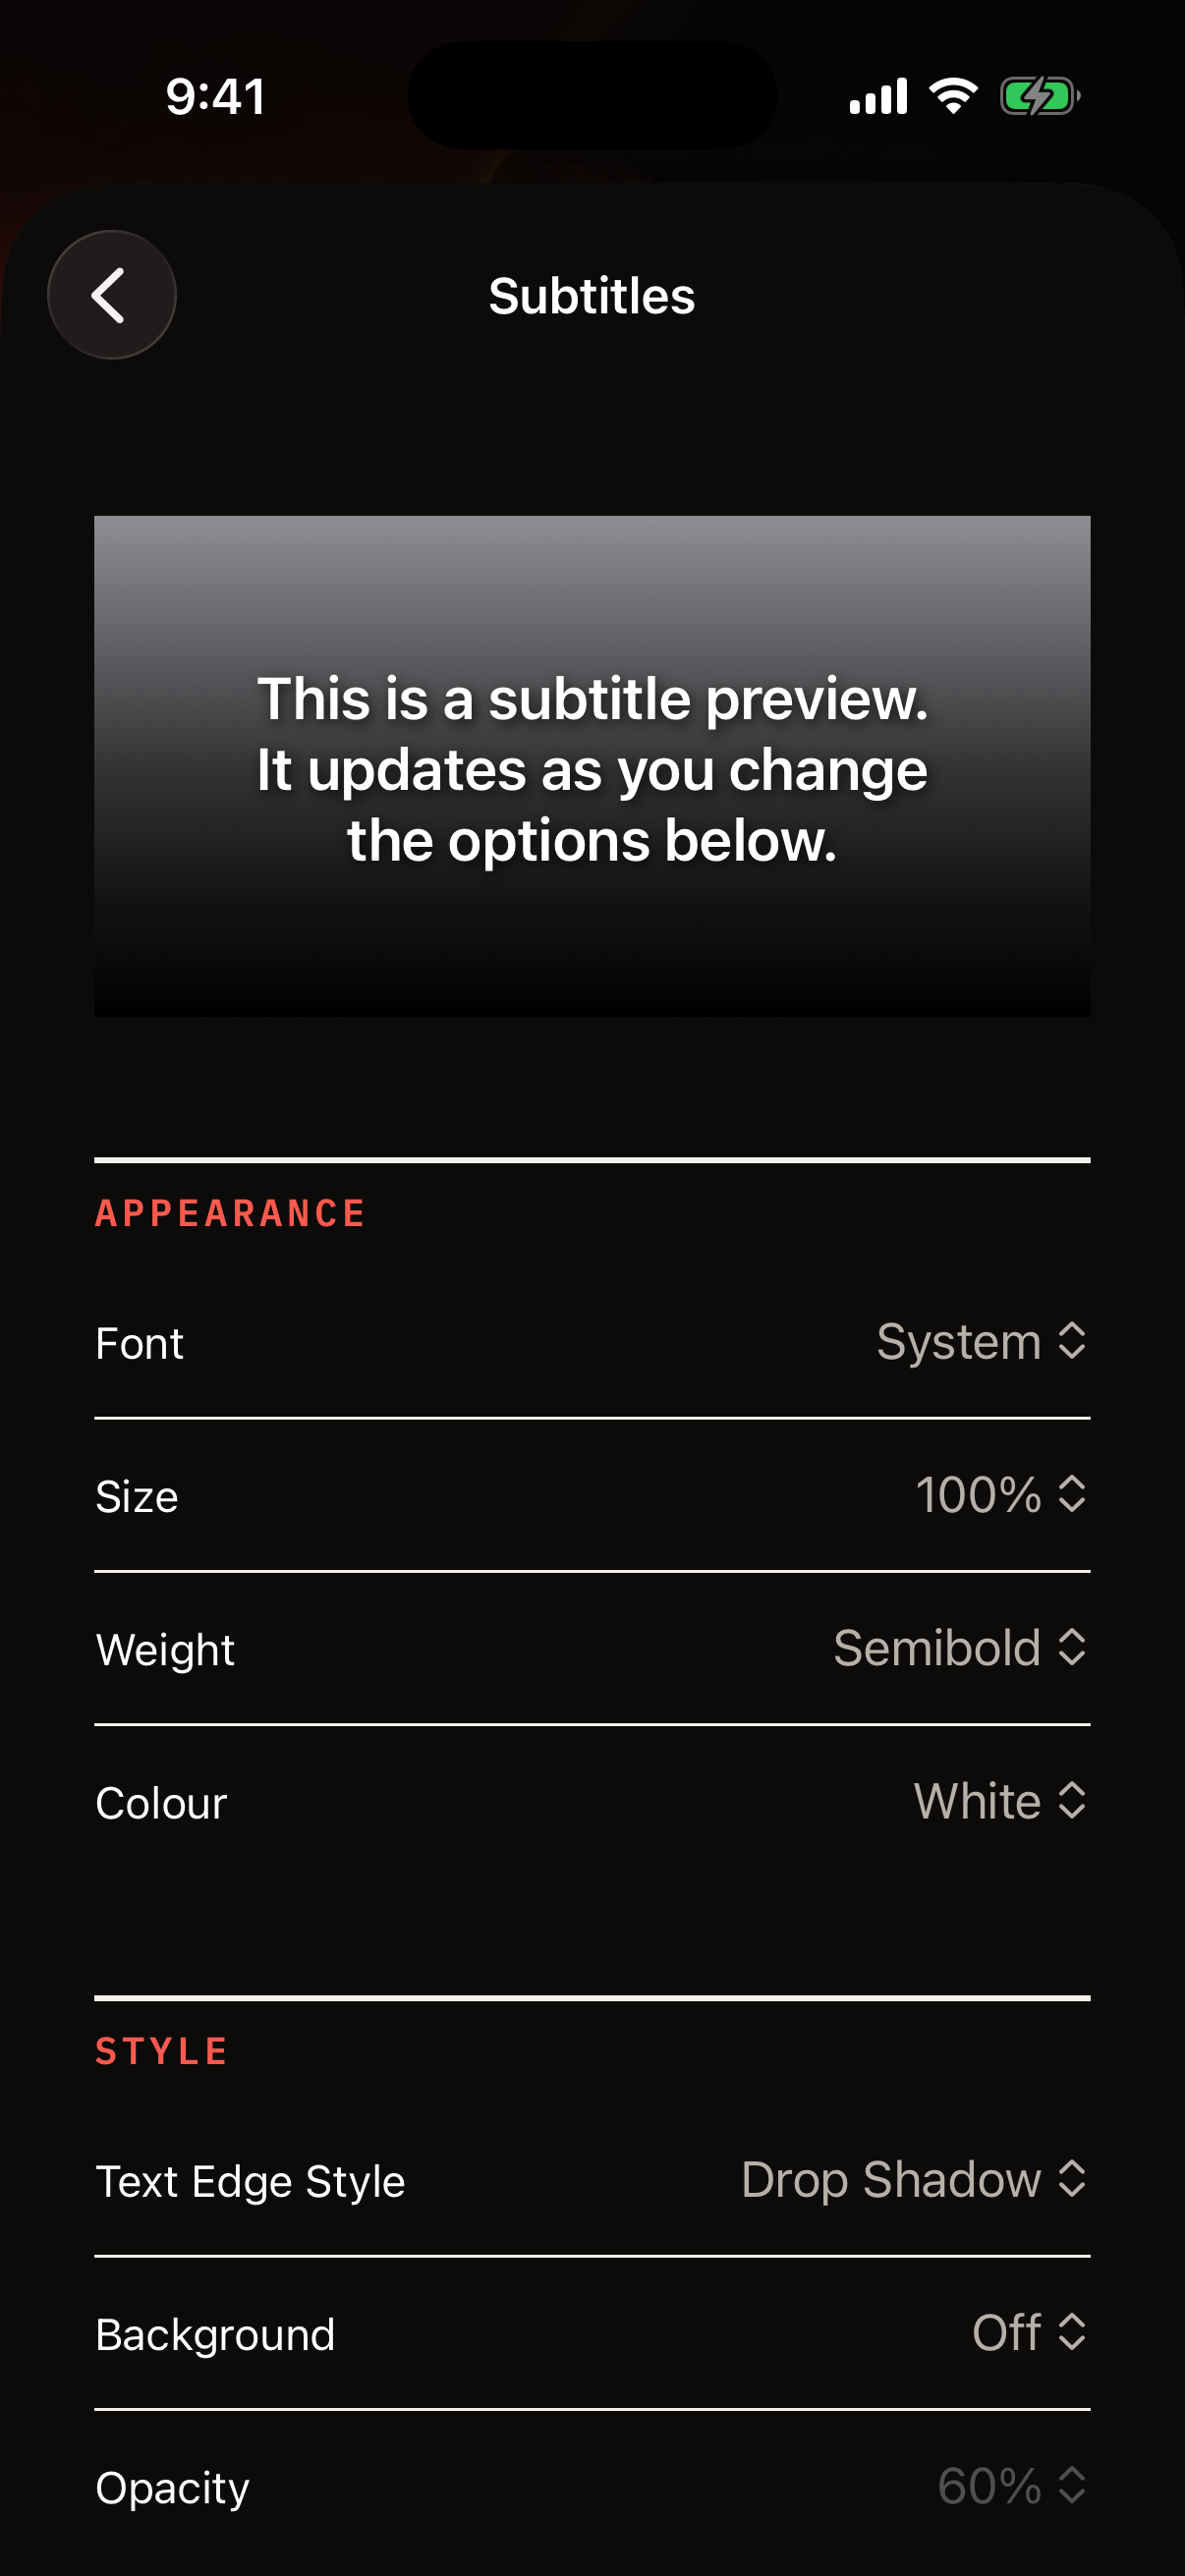 9:41
Subtitles
This is a subtitle preview.
It updates as you change
the options below.
APPEARANCE
Font System
Size 100%
Weight Semibold
Colour White
STYLE
Text Edge Style Drop Shadow
Background Off
Opacity 60%